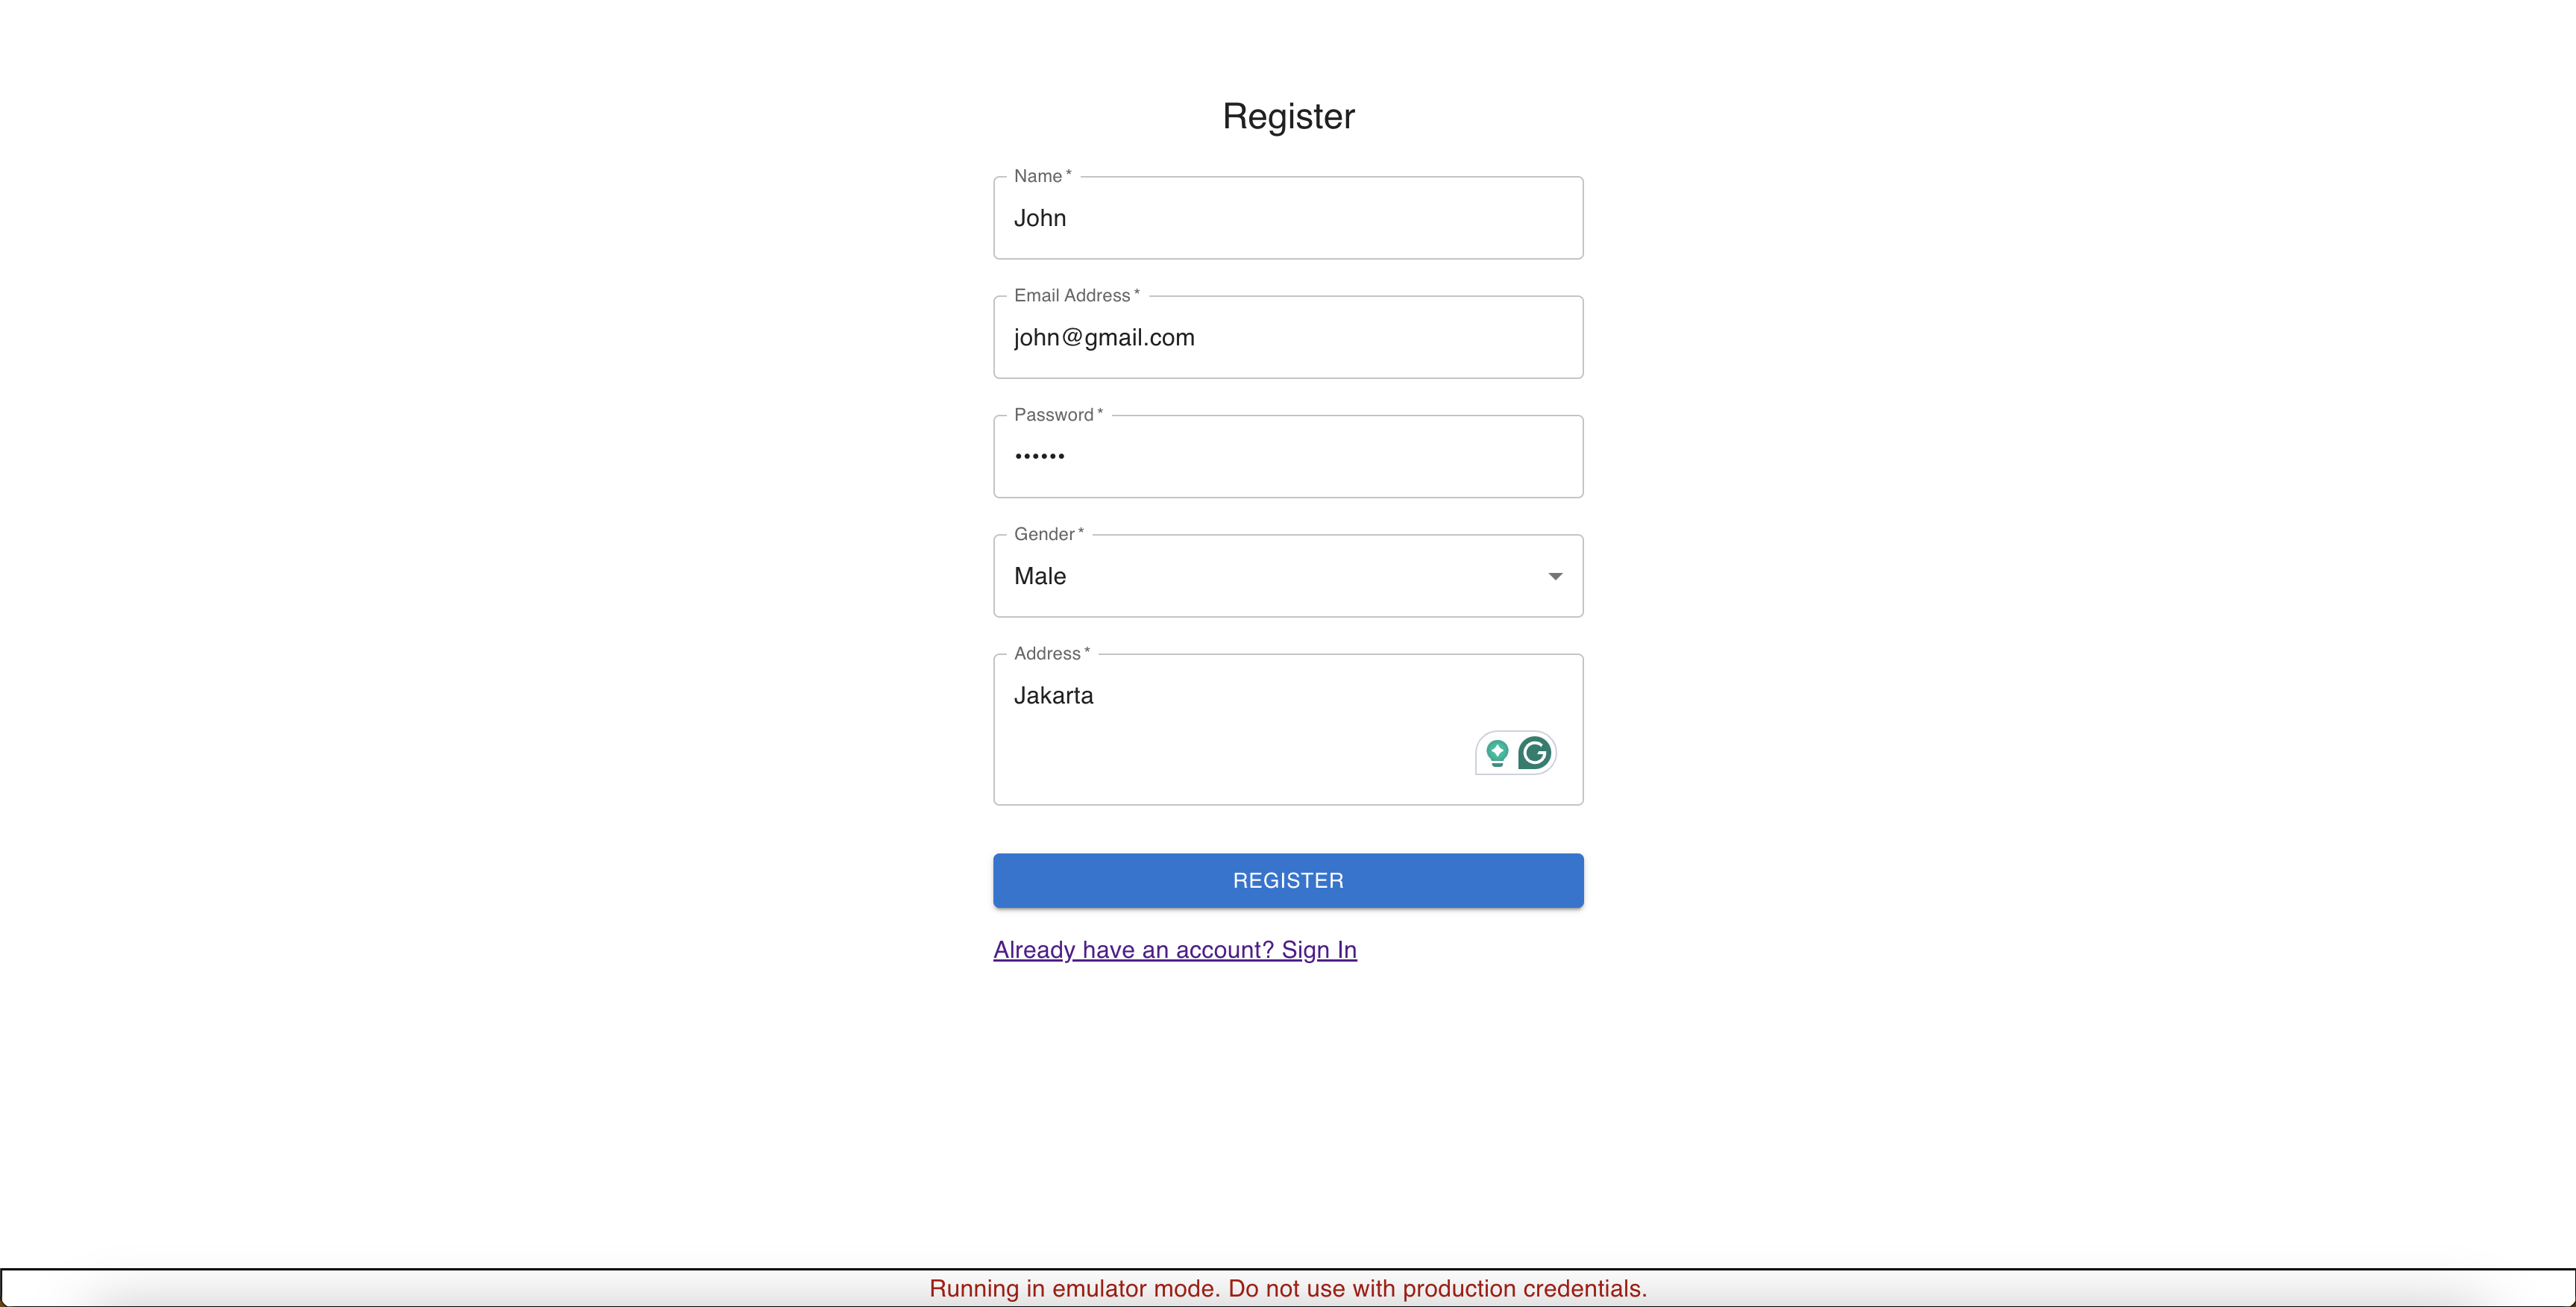 Register
Name *
John
Email Address *
john@gmail.com
Password *
••••••
Gender *
Male
Address *
Jakarta
REGISTER
Already have an account? Sign In
Running in emulator mode. Do not use with production credentials.